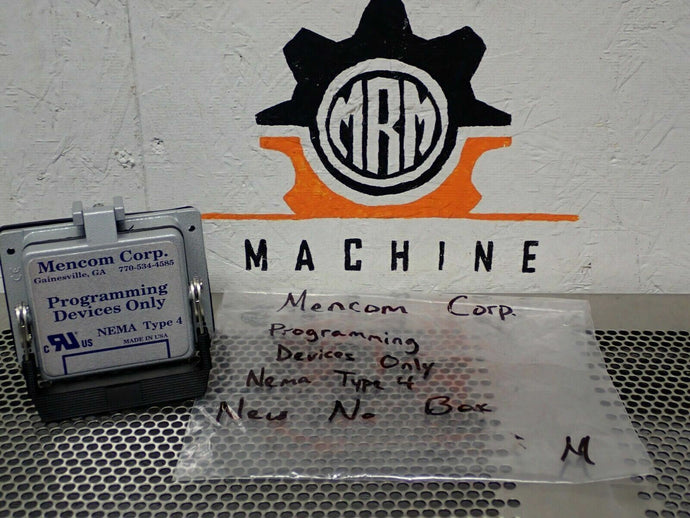 MRM
MACHINE
Mencom Corp.
Gainesville, GA 770-534-4585
Programming
Devices Only
NEMA Type 4
C RU US
MADE IN USA
Mencom Corp.
Programming
Devices Only
Nema Type 4
New No Box
M